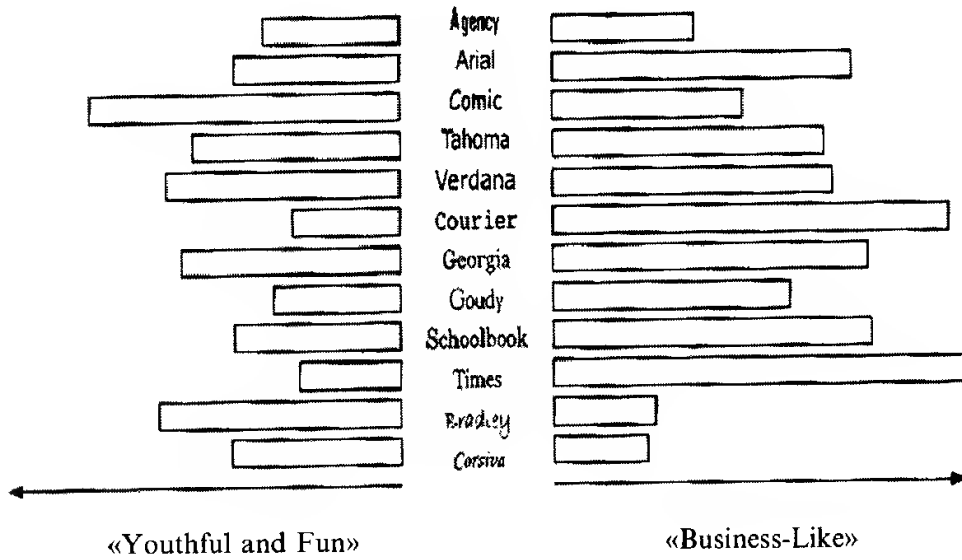 Agency
Arial
Comic
Tahoma
Verdana
Courier
Georgia
Goudy
Schoolbook
Times
Bradley
Corsiva
«Youthful and Fun» «Business-Like»